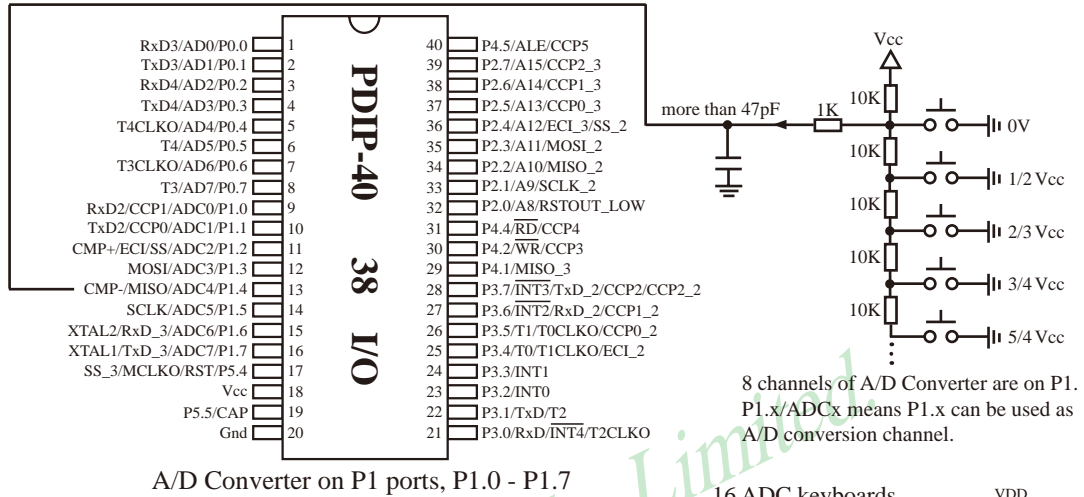 RxD3/AD0/P0.0 1
TxD3/AD1/P0.1 2
RxD4/AD2/P0.2 3
TxD4/AD3/P0.3 4
T4CLKO/AD4/P0.4 5
T4/AD5/P0.5 6
T3CLKO/AD6/P0.6 7
T3/AD7/P0.7 8
RxD2/CCP1/ADC0/P1.0 9
TxD2/CCP0/ADC1/P1.1 10
CMP+/ECI/SS/ADC2/P1.2 11
MOSI/ADC3/P1.3 12
CMP-/MISO/ADC4/P1.4 13
SCLK/ADC5/P1.5 14
XTAL2/RxD_3/ADC6/P1.6 15
XTAL1/TxD_3/ADC7/P1.7 16
SS_3/MCLKO/RST/P5.4 17
Vcc 18
P5.5/CAP 19
Gnd 20
PDIP-40 38 I/O
40 P4.5/ALE/CCP5
39 P2.7/A15/CCP2_3
38 P2.6/A14/CCP1_3
37 P2.5/A13/CCP0_3
36 P2.4/A12/ECI_3/SS_2
35 P2.3/A11/MOSI_2
34 P2.2/A10/MISO_2
33 P2.1/A9/SCLK_2
32 P2.0/A8/RSTOUT_LOW
31 P4.4/RD/CCP4
30 P4.2/WR/CCP3
29 P4.1/MISO_3
28 P3.7/INT3/TxD_2/CCP2/CCP2_2
27 P3.6/INT2/RxD_2/CCP1_2
26 P3.5/T1/T0CLKO/CCP0_2
25 P3.4/T0/T1CLKO/ECI_2
24 P3.3/INT1
23 P3.2/INT0
22 P3.1/TxD/T2
21 P3.0/RxD/INT4/T2CLKO
A/D Converter on P1 ports, P1.0 - P1.7
more than 47pF
1K
Vcc
10K
0V
10K
1/2 Vcc
10K
2/3 Vcc
10K
3/4 Vcc
10K
5/4 Vcc
8 channels of A/D Converter are on P1.
P1.x/ADCx means P1.x can be used as
A/D conversion channel.
Limited.
16 ADC keyboards
VDD